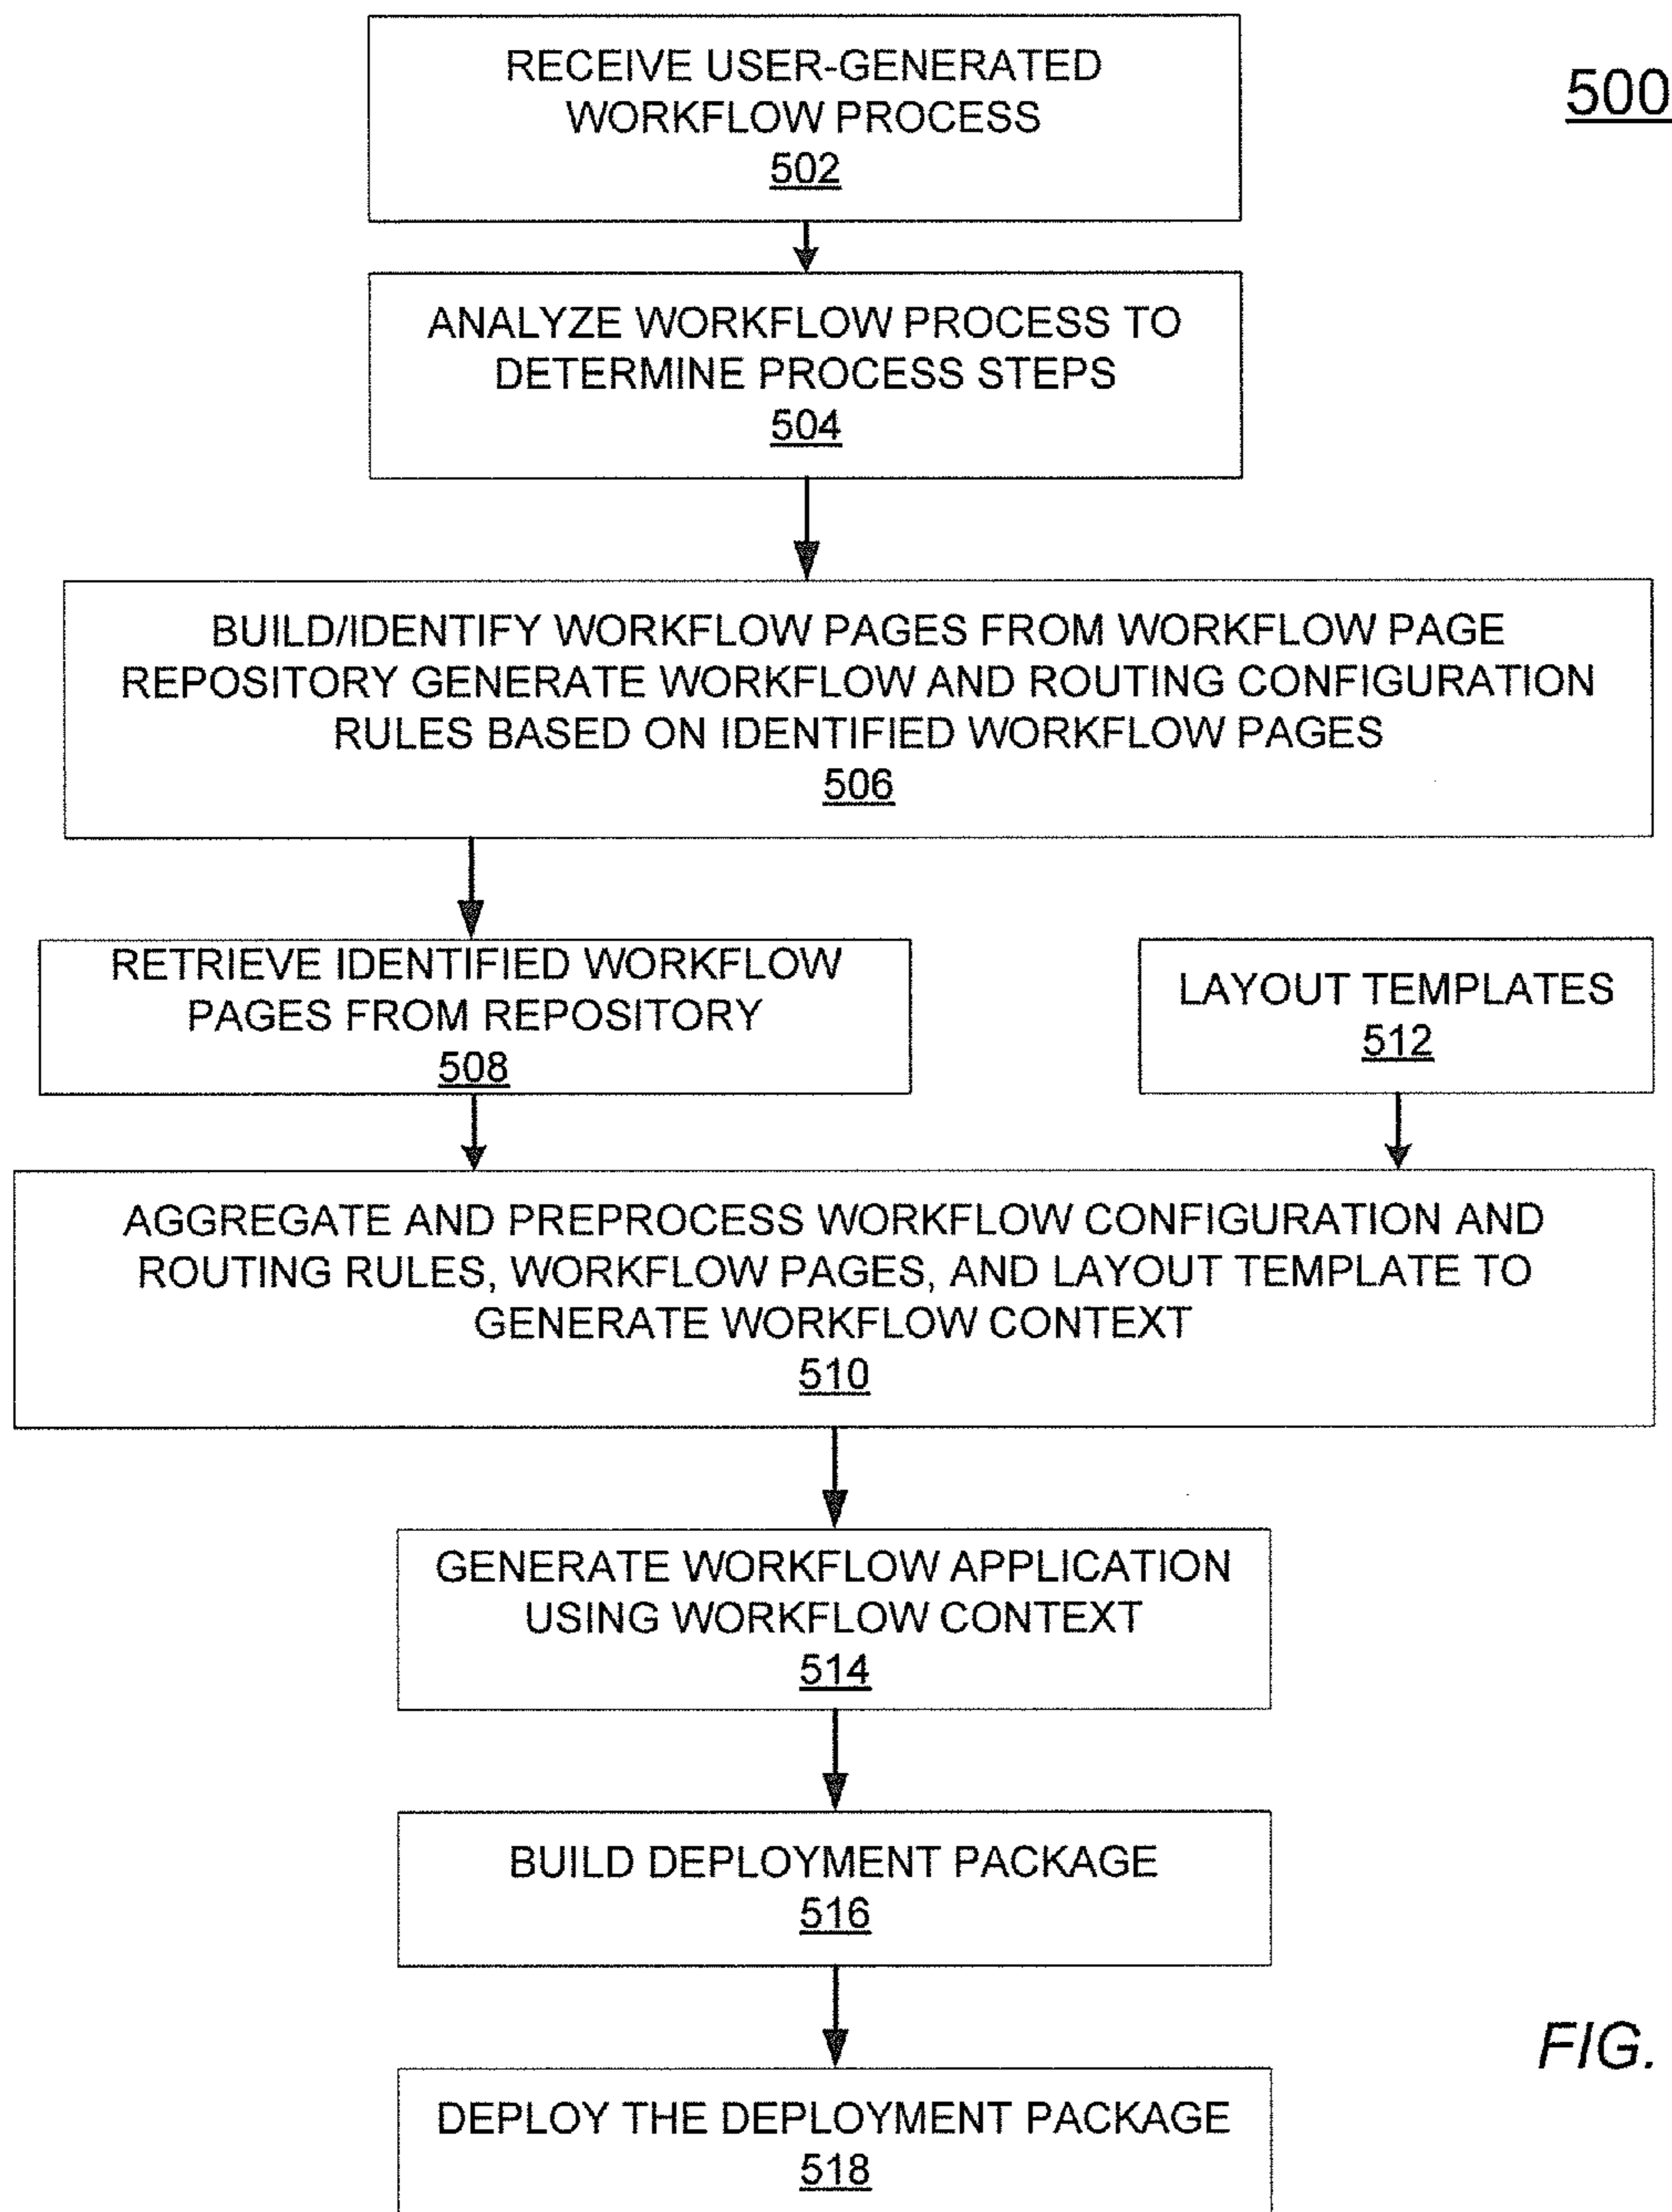 500
RECEIVE USER-GENERATED
WORKFLOW PROCESS
502
ANALYZE WORKFLOW PROCESS TO
DETERMINE PROCESS STEPS
504
BUILD/IDENTIFY WORKFLOW PAGES FROM WORKFLOW PAGE
REPOSITORY GENERATE WORKFLOW AND ROUTING CONFIGURATION
RULES BASED ON IDENTIFIED WORKFLOW PAGES
506
RETRIEVE IDENTIFIED WORKFLOW
PAGES FROM REPOSITORY
508
LAYOUT TEMPLATES
512
AGGREGATE AND PREPROCESS WORKFLOW CONFIGURATION AND
ROUTING RULES, WORKFLOW PAGES, AND LAYOUT TEMPLATE TO
GENERATE WORKFLOW CONTEXT
510
GENERATE WORKFLOW APPLICATION
USING WORKFLOW CONTEXT
514
BUILD DEPLOYMENT PACKAGE
516
DEPLOY THE DEPLOYMENT PACKAGE
518
FIG.